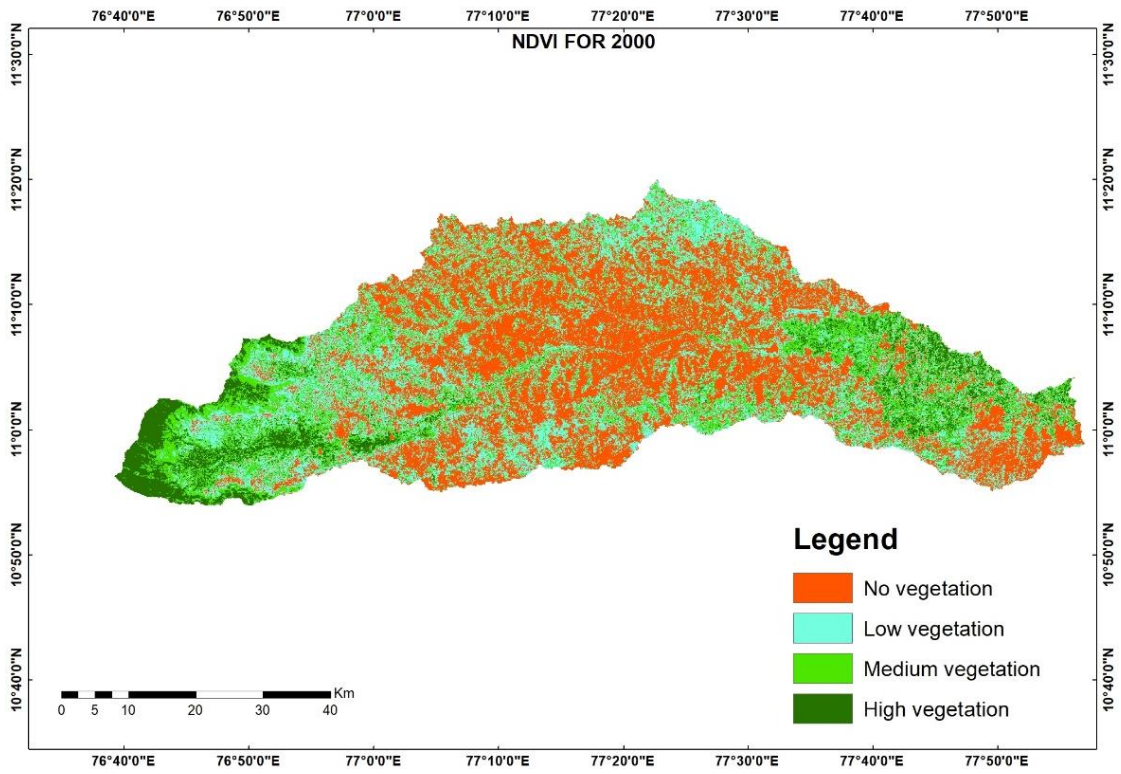 76°40'0"E 76°50'0"E 77°0'0"E 77°10'0"E 77°20'0"E 77°30'0"E 77°40'0"E 77°50'0"E
NDVI FOR 2000
11°30'0"N 11°30'0"N
11°20'0"N 11°20'0"N
11°10'0"N 11°10'0"N
11°0'0"N 11°0'0"N
10°50'0"N 10°50'0"N
10°40'0"N 10°40'0"N
Legend
No vegetation
Low vegetation
Medium vegetation
High vegetation
Km
0 5 10 20 30 40
76°40'0"E 76°50'0"E 77°0'0"E 77°10'0"E 77°20'0"E 77°30'0"E 77°40'0"E 77°50'0"E